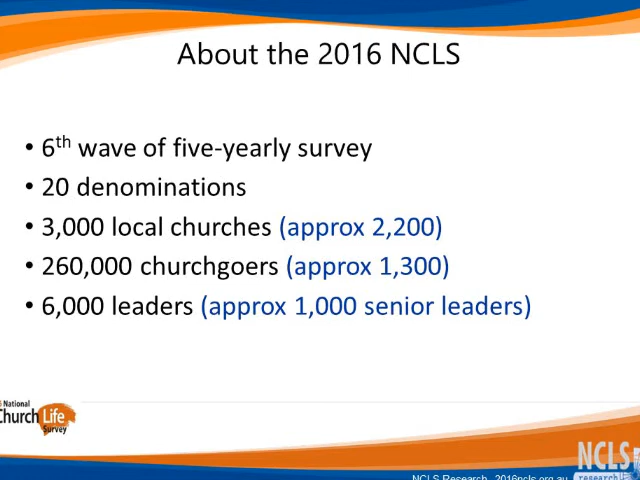 About the 2016 NCLS
• 6th wave of five-yearly survey
• 20 denominations
• 3,000 local churches (approx 2,200)
• 260,000 churchgoers (approx 1,300)
• 6,000 leaders (approx 1,000 senior leaders)
National
Church Life
Survey
NCLS
research
NCLS Research 2016ncls.org.au